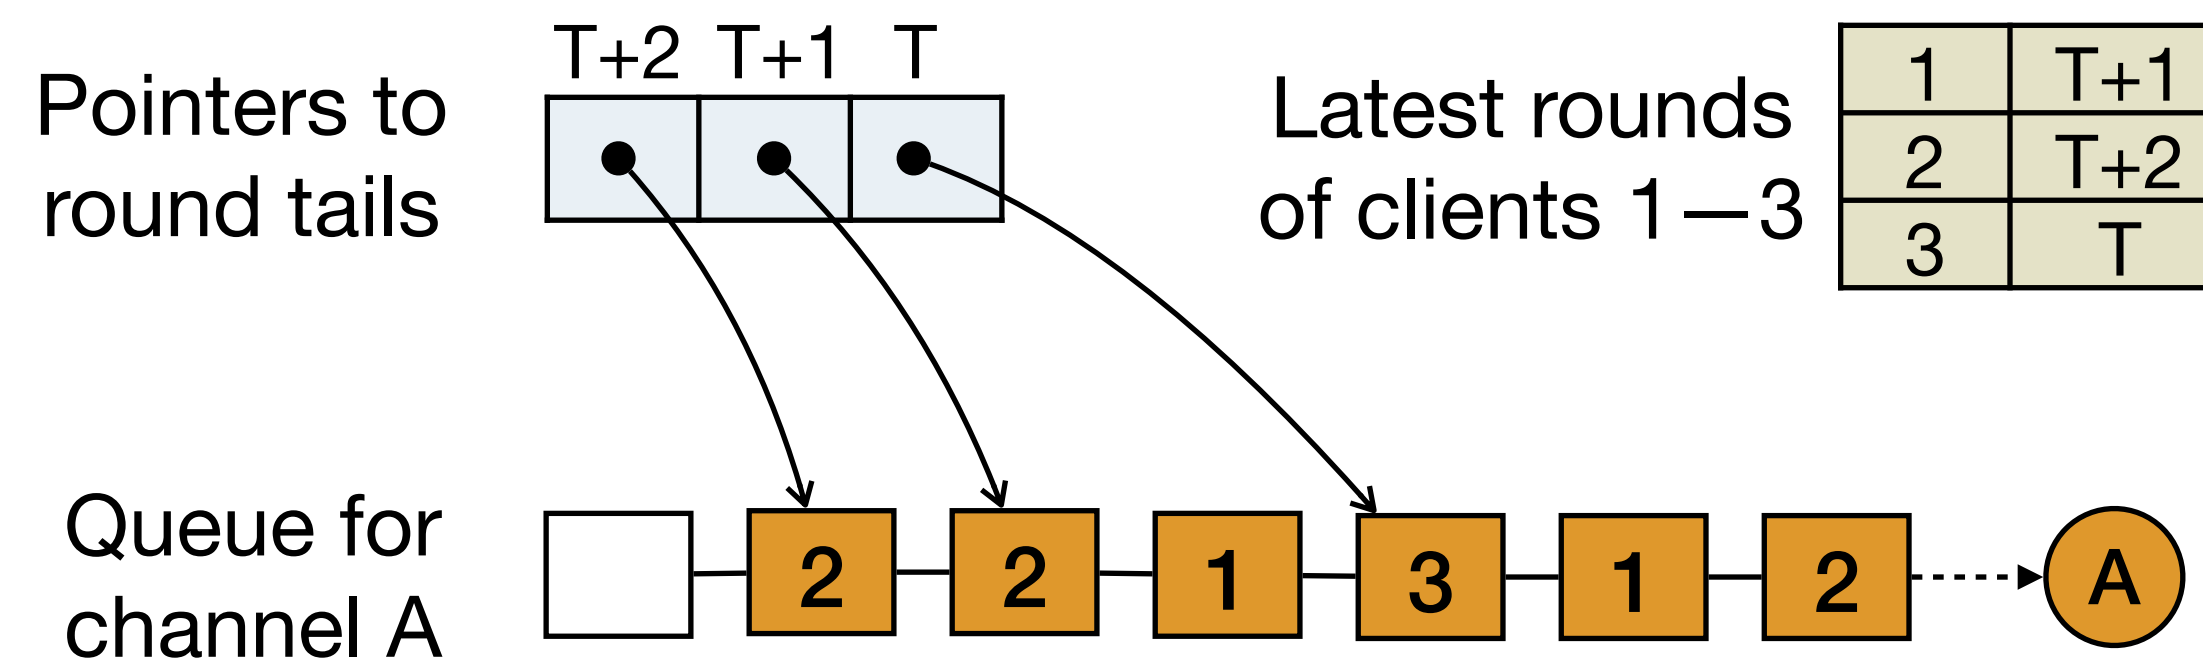 T+2 T+1 T
Pointers to
round tails
Latest rounds
of clients 1—3
1 T+1
2 T+2
3 T
Queue for
channel A
2 2 1 3 1 2 A